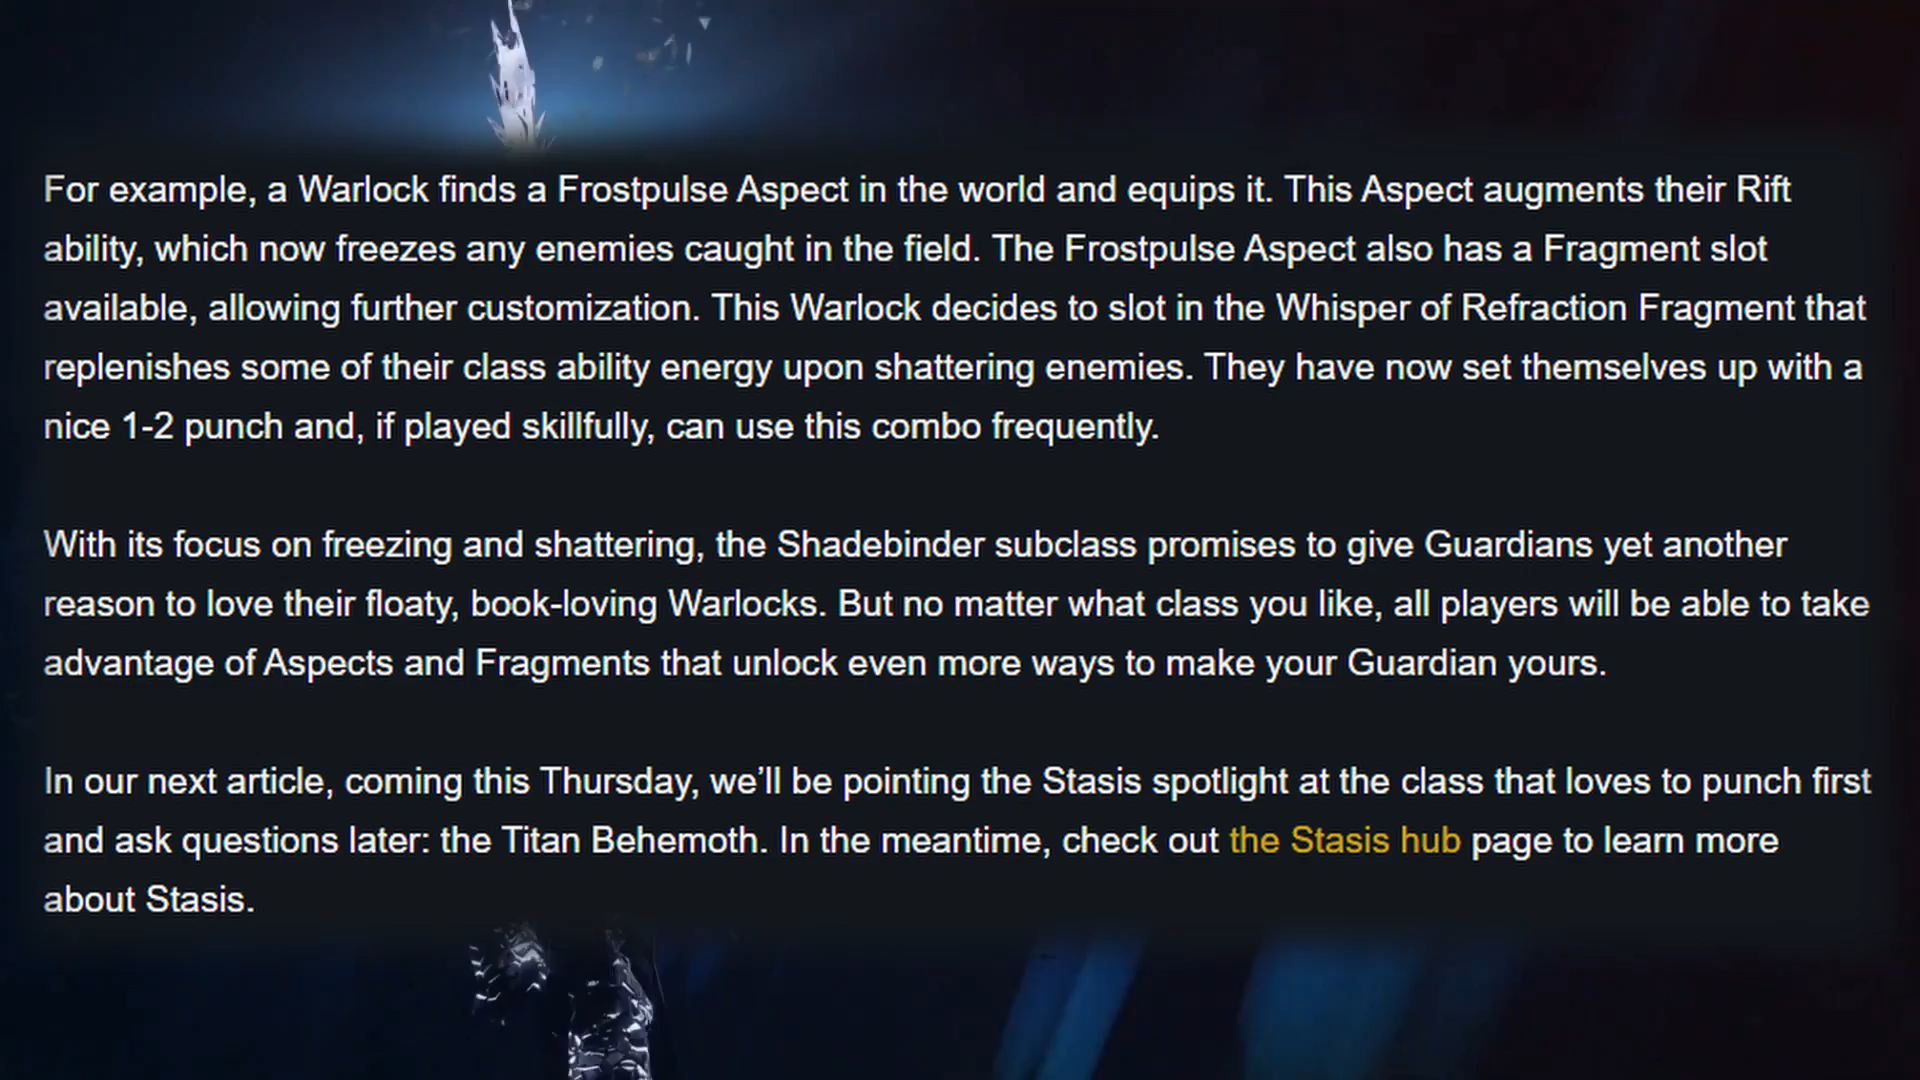 For example, a Warlock finds a Frostpulse Aspect in the world and equips it. This Aspect augments their Rift
ability, which now freezes any enemies caught in the field. The Frostpulse Aspect also has a Fragment slot
available, allowing further customization. This Warlock decides to slot in the Whisper of Refraction Fragment that
replenishes some of their class ability energy upon shattering enemies. They have now set themselves up with a
nice 1-2 punch and, if played skillfully, can use this combo frequently.
With its focus on freezing and shattering, the Shadebinder subclass promises to give Guardians yet another
reason to love their floaty, book-loving Warlocks. But no matter what class you like, all players will be able to take
advantage of Aspects and Fragments that unlock even more ways to make your Guardian yours.
In our next article, coming this Thursday, we’ll be pointing the Stasis spotlight at the class that loves to punch first
and ask questions later: the Titan Behemoth. In the meantime, check out the Stasis hub page to learn more
about Stasis.